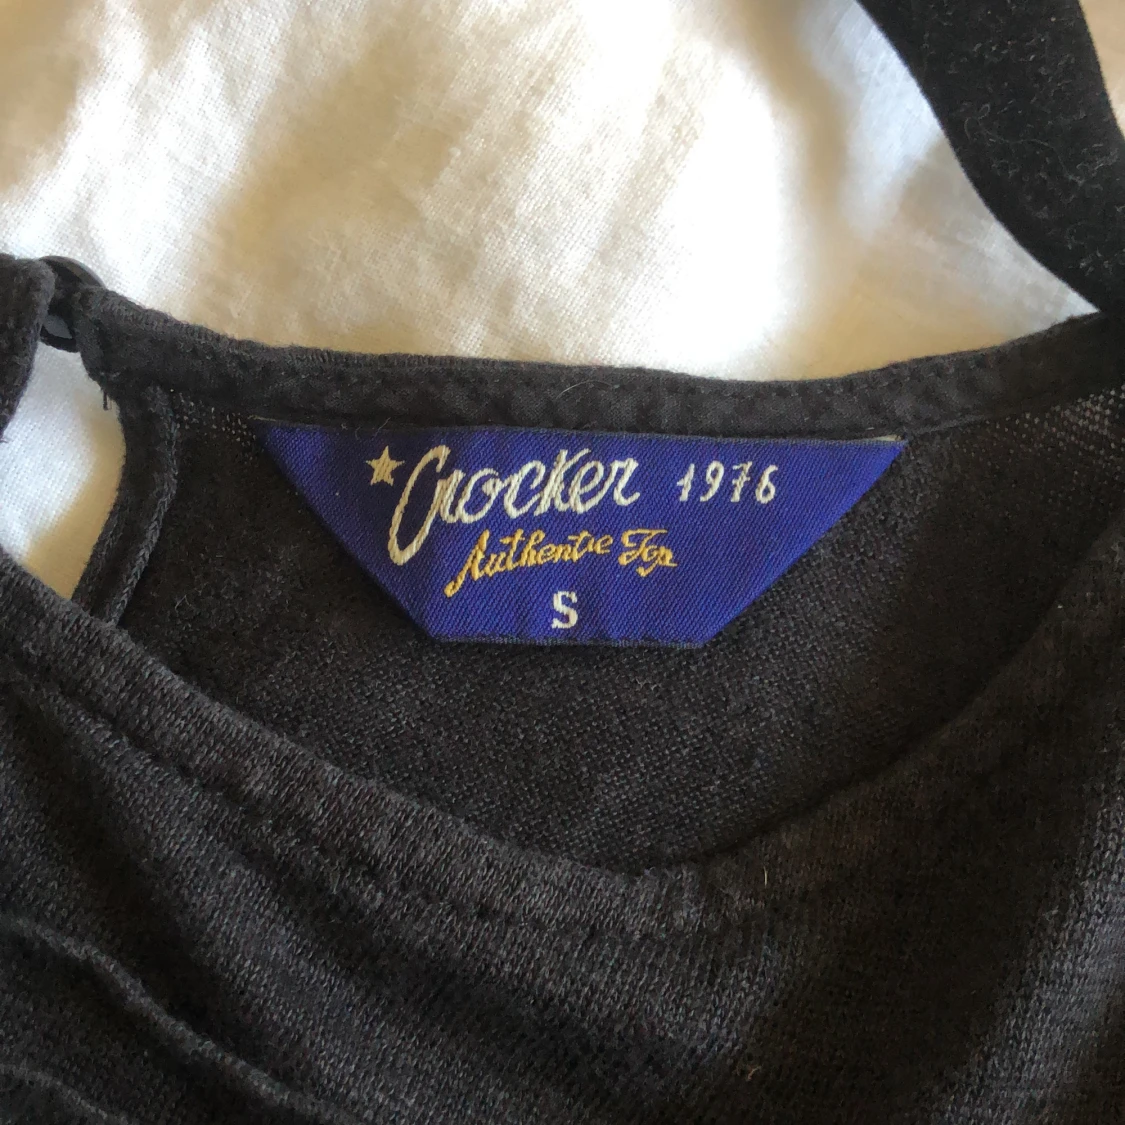 Crocker 1976
Authentic Top
S